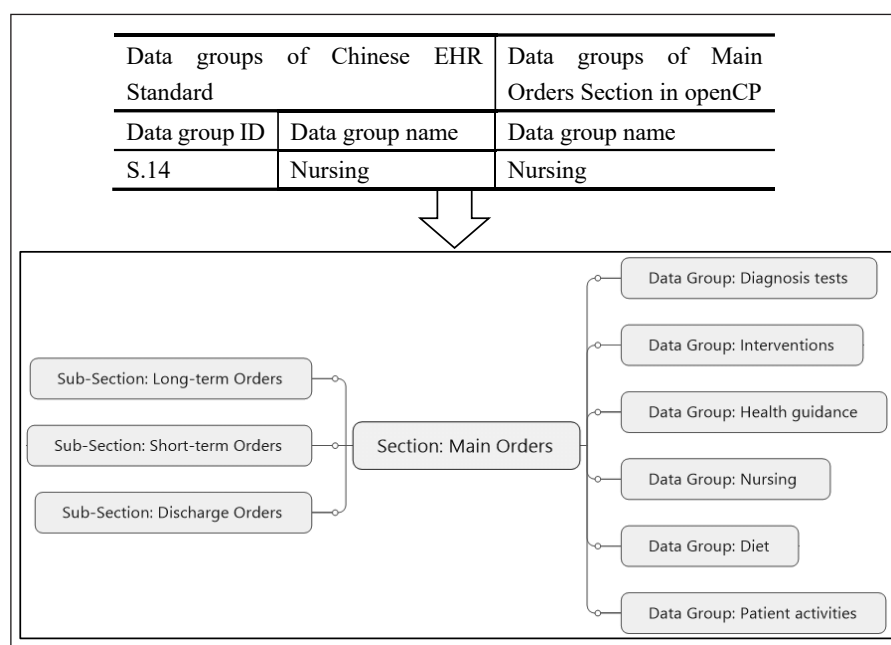 Data groups of Chinese EHR Standard
Data groups of Main Orders Section in openCP
Data group ID
Data group name
Data group name
S.14
Nursing
Nursing
Sub-Section: Long-term Orders
Sub-Section: Short-term Orders
Sub-Section: Discharge Orders
Section: Main Orders
Data Group: Diagnosis tests
Data Group: Interventions
Data Group: Health guidance
Data Group: Nursing
Data Group: Diet
Data Group: Patient activities